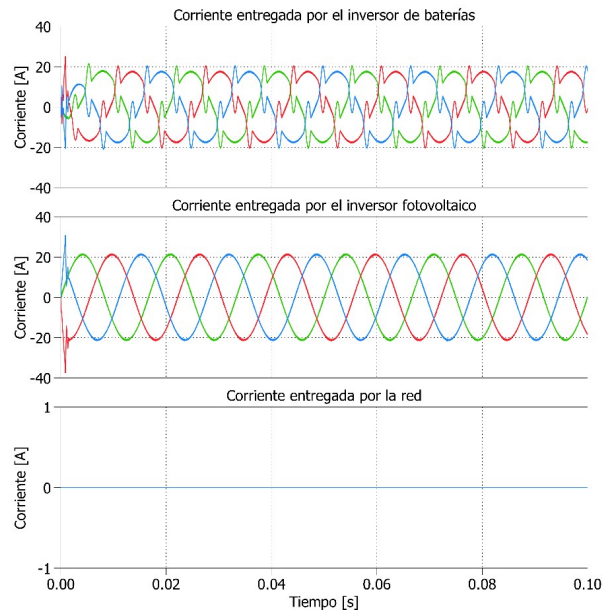 Corriente entregada por el inversor de baterías
Corriente [A]
40
20
0
-20
-40
Corriente entregada por el inversor fotovoltaico
Corriente [A]
40
20
0
-20
-40
Corriente entregada por la red
Corriente [A]
1
0
-1
0.00 0.02 0.04 0.06 0.08 0.10
Tiempo [s]